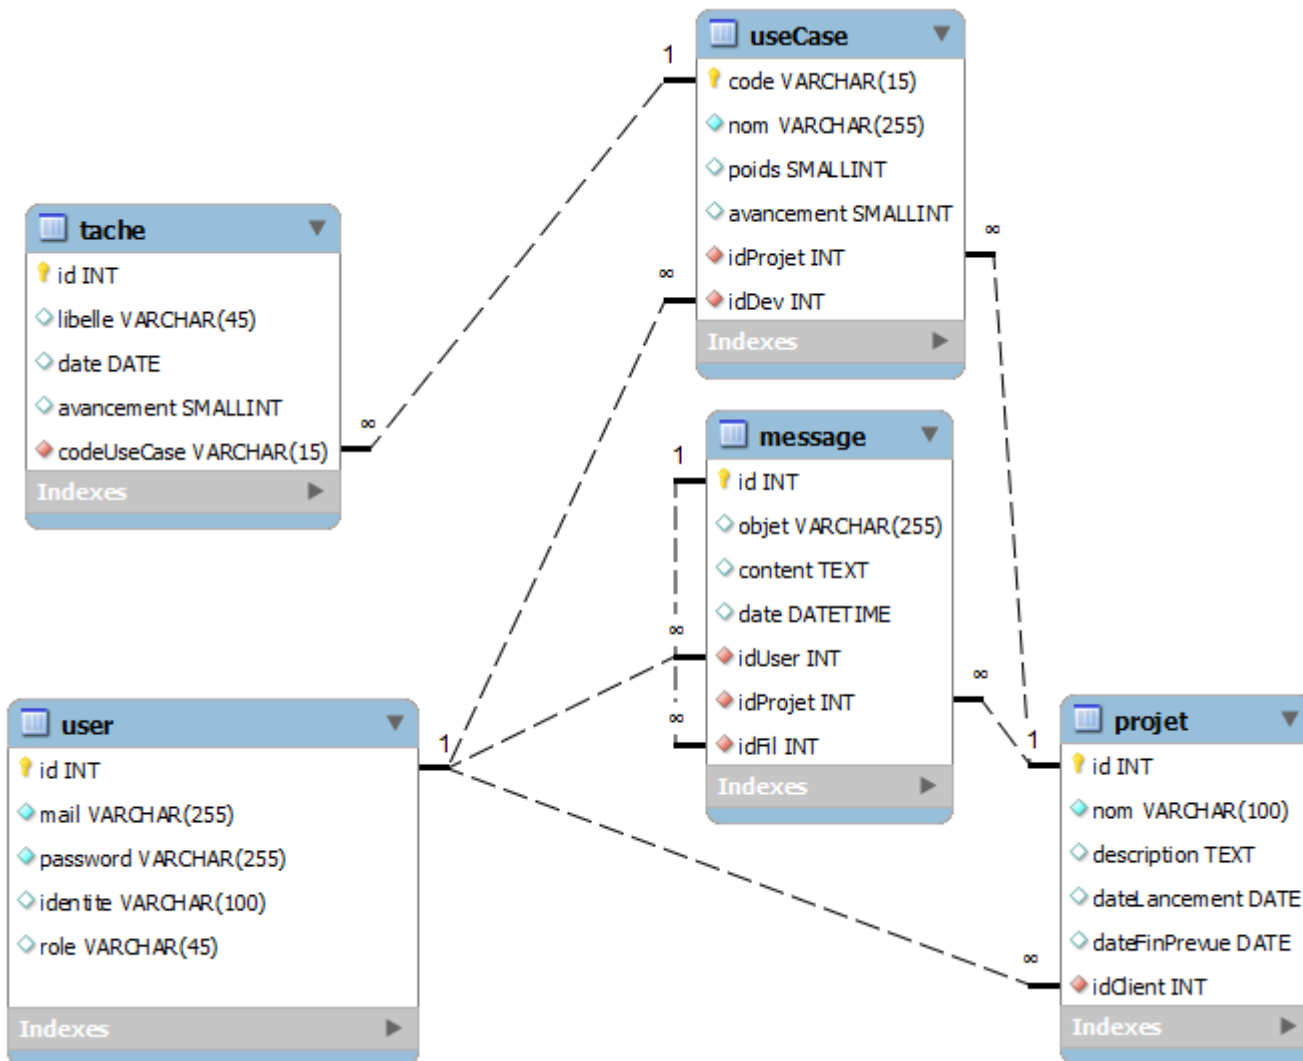 useCase
code VARCHAR(15)
nom VARCHAR(255)
poids SMALLINT
avancement SMALLINT
idProjet INT
idDev INT
Indexes
1
∞
∞
tache
id INT
libelle VARCHAR(45)
date DATE
avancement SMALLINT
codeUseCase VARCHAR(15)
Indexes
∞
message
id INT
objet VARCHAR(255)
content TEXT
date DATETIME
idUser INT
idProjet INT
idFil INT
Indexes
1
∞
∞
∞
user
id INT
mail VARCHAR(255)
password VARCHAR(255)
identite VARCHAR(100)
role VARCHAR(45)
Indexes
1
projet
id INT
nom VARCHAR(100)
description TEXT
dateLancement DATE
dateFinPrevue DATE
idClient INT
Indexes
1
∞